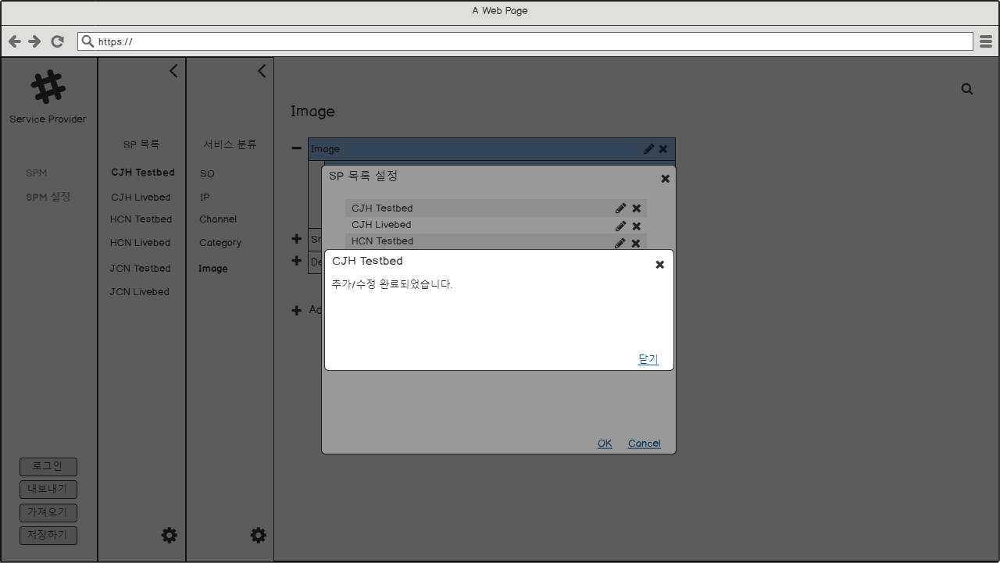 A Web Page
https://
Service Provider
SPM
SPM 설정
로그인
내보내기
가져오기
저장하기
SP 목록
CJH Testbed
CJH Livebed
HCN Testbed
HCN Livebed
JCN Testbed
JCN Livebed
서비스 분류
SO
IP
Channel
Category
Image
Image
Image
SP 목록 설정
CJH Testbed
CJH Livebed
HCN Testbed
CJH Testbed
추가/수정 완료되었습니다.
닫기
OK Cancel